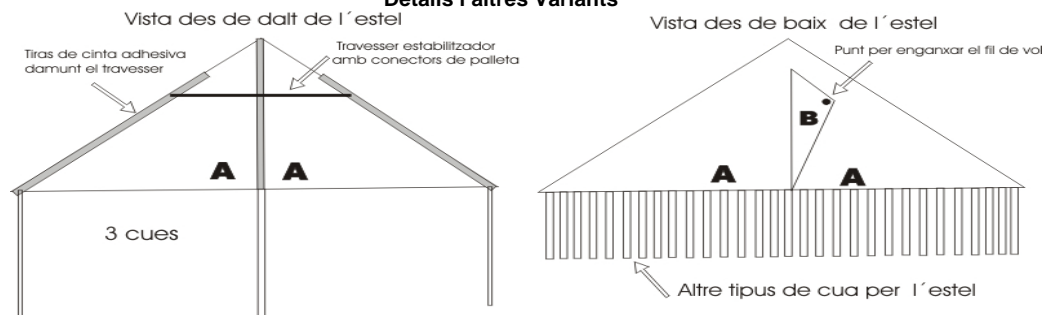 Detalls i altres Variants
Vista des de dalt de l´estel
Tiras de cinta adhesiva
damunt el travesser
Travesser estabilitzador
amb conectors de palleta
A
A
3 cues
Vista des de baix de l´estel
Punt per enganxar el fil de vol
B
A
A
Altre tipus de cua per l´estel